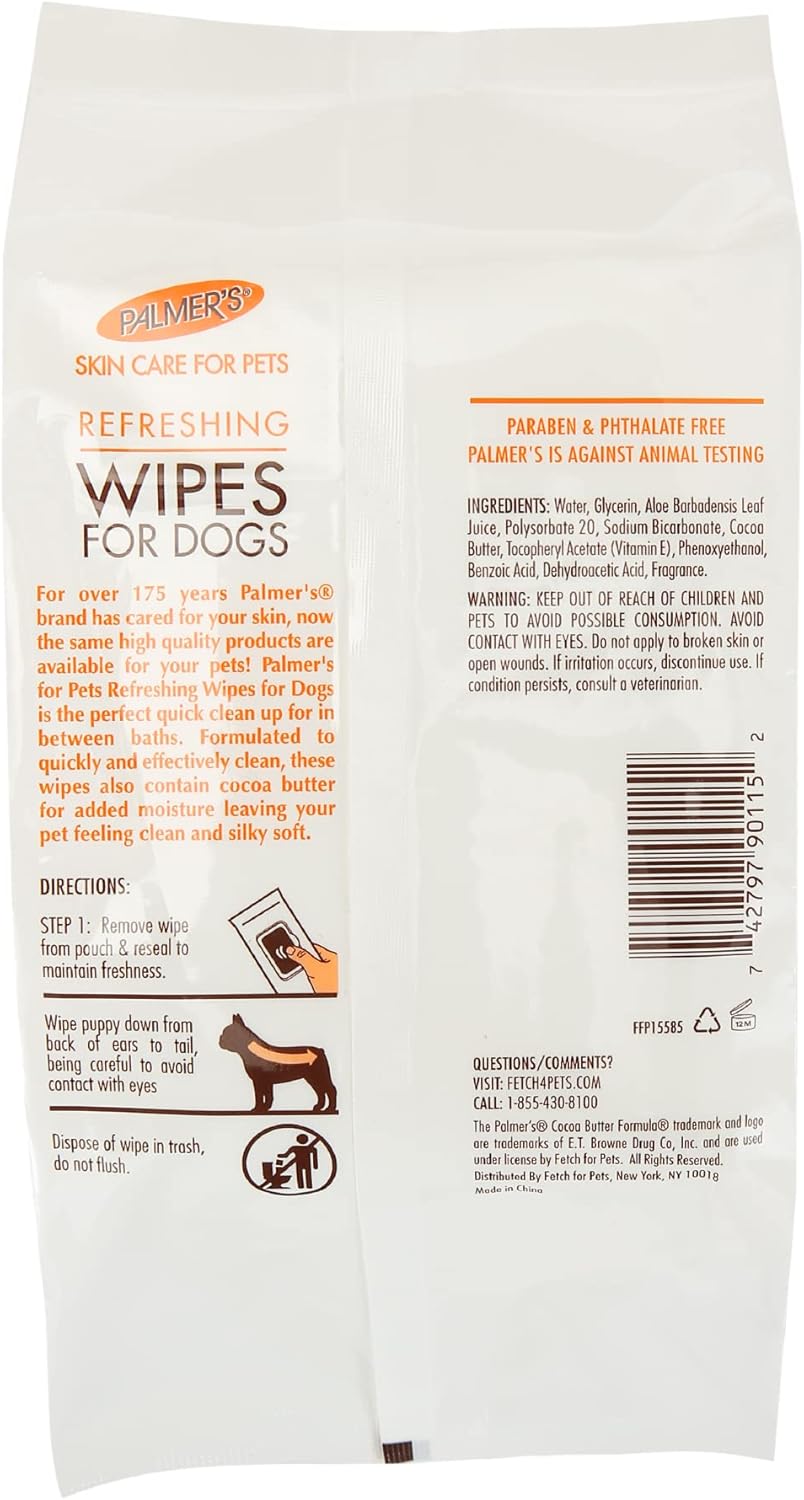 PALMER'S®
SKIN CARE FOR PETS
REFRESHING
WIPES
FOR DOGS
For over 175 years Palmer's®
brand has cared for your skin, now
the same high quality products are
available for your pets! Palmer's
for Pets Refreshing Wipes for Dogs
is the perfect quick clean up for in
between baths. Formulated to
quickly and effectively clean, these
wipes also contain cocoa butter
for added moisture leaving your
pet feeling clean and silky soft.
DIRECTIONS:
STEP 1: Remove wipe
from pouch & reseal to
maintain freshness.
Wipe puppy down from
back of ears to tail,
being careful to avoid
contact with eyes
Dispose of wipe in trash,
do not flush.
PARABEN & PHTHALATE FREE
PALMER'S IS AGAINST ANIMAL TESTING
INGREDIENTS: Water, Glycerin, Aloe Barbadensis Leaf
Juice, Polysorbate 20, Sodium Bicarbonate, Cocoa
Butter, Tocopheryl Acetate (Vitamin E), Phenoxyethanol,
Benzoic Acid, Dehydroacetic Acid, Fragrance.
WARNING: KEEP OUT OF REACH OF CHILDREN AND
PETS TO AVOID POSSIBLE CONSUMPTION. AVOID
CONTACT WITH EYES. Do not apply to broken skin or
open wounds. If irritation occurs, discontinue use. If
condition persists, consult a veterinarian.
7 42797 90115 2
FFP15585
12M
QUESTIONS/COMMENTS?
VISIT: FETCH4PETS.COM
CALL: 1-855-430-8100
The Palmer's® Cocoa Butter Formula® trademark and logo
are trademarks of E.T. Browne Drug Co, Inc. and are used
under license by Fetch for Pets. All Rights Reserved.
Distributed By Fetch for Pets, New York, NY 10018
Made in China